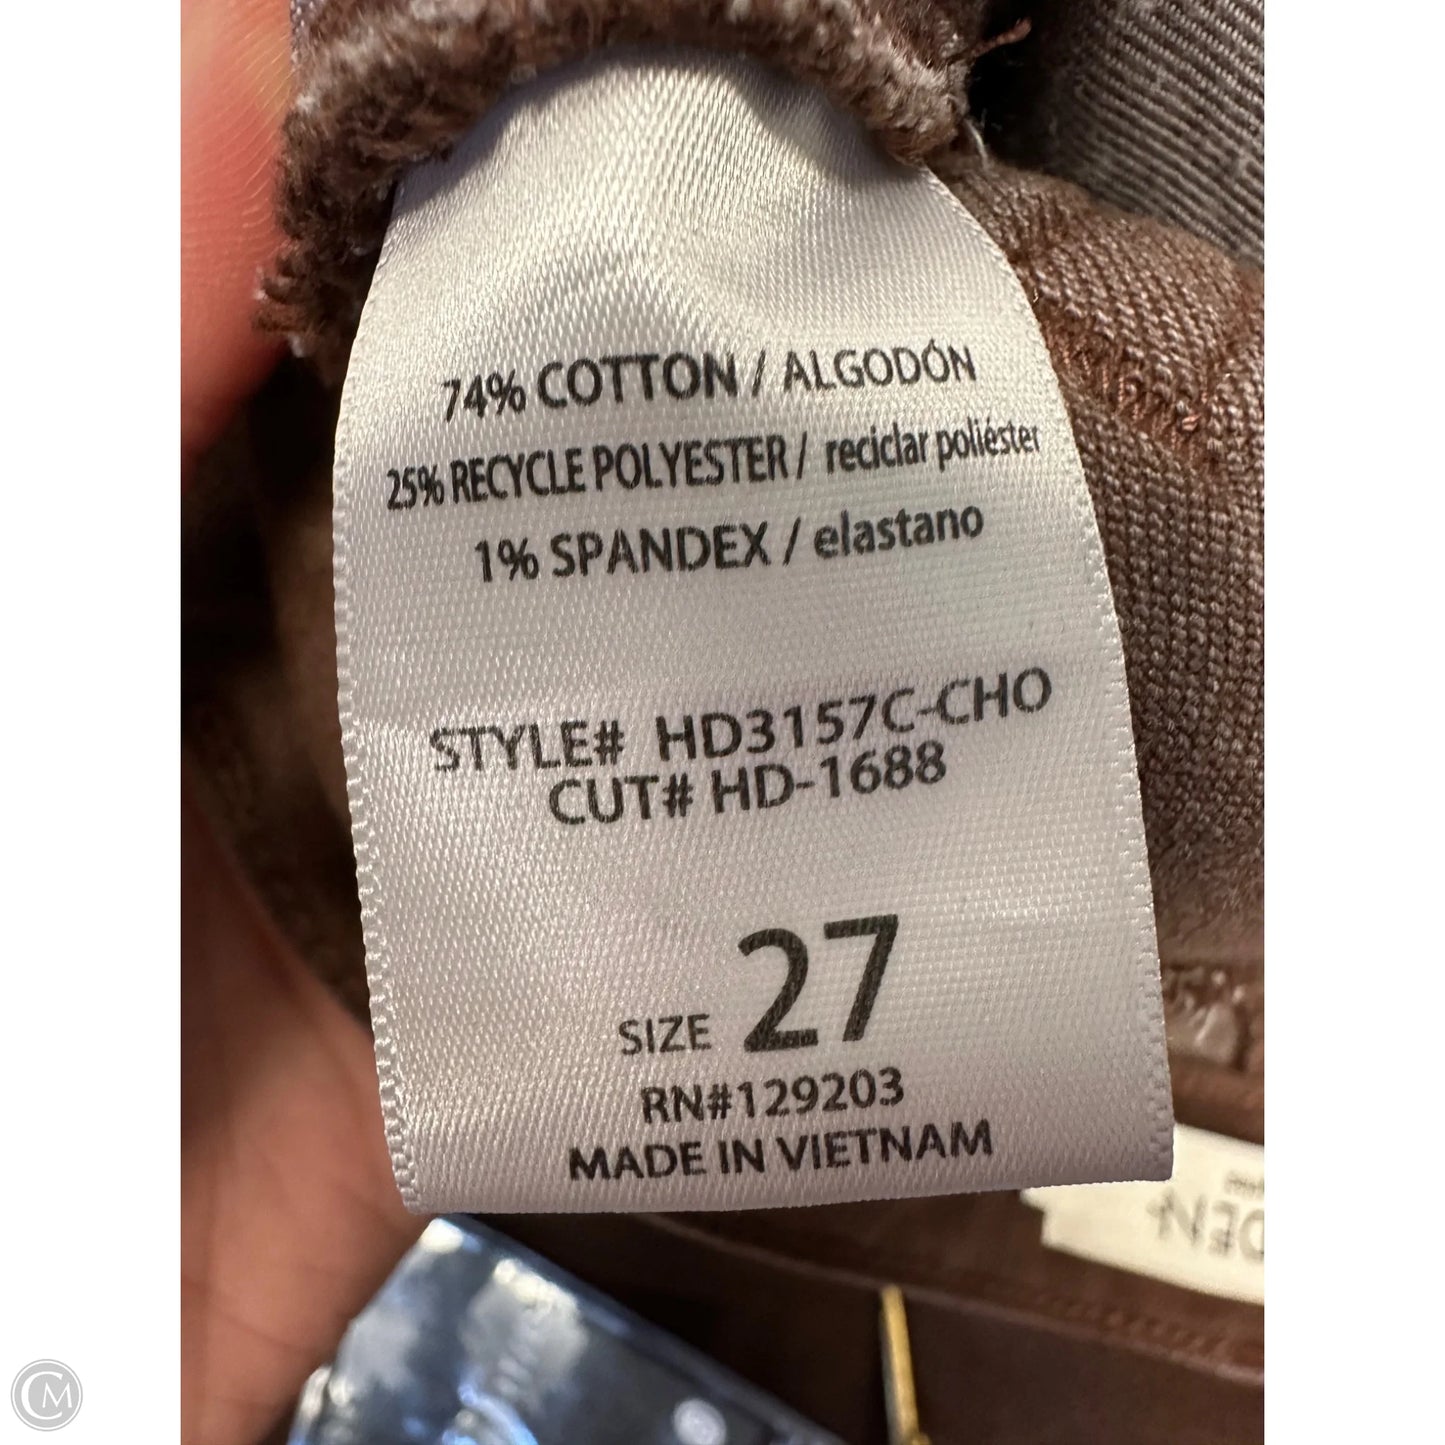 74% COTTON / ALGODÓN
25% RECYCLE POLYESTER / reciclar poliéster
1% SPANDEX / elastano
STYLE# HD3157C-CHO
CUT# HD-1688
SIZE 27
RN#129203
MADE IN VIETNAM
CM